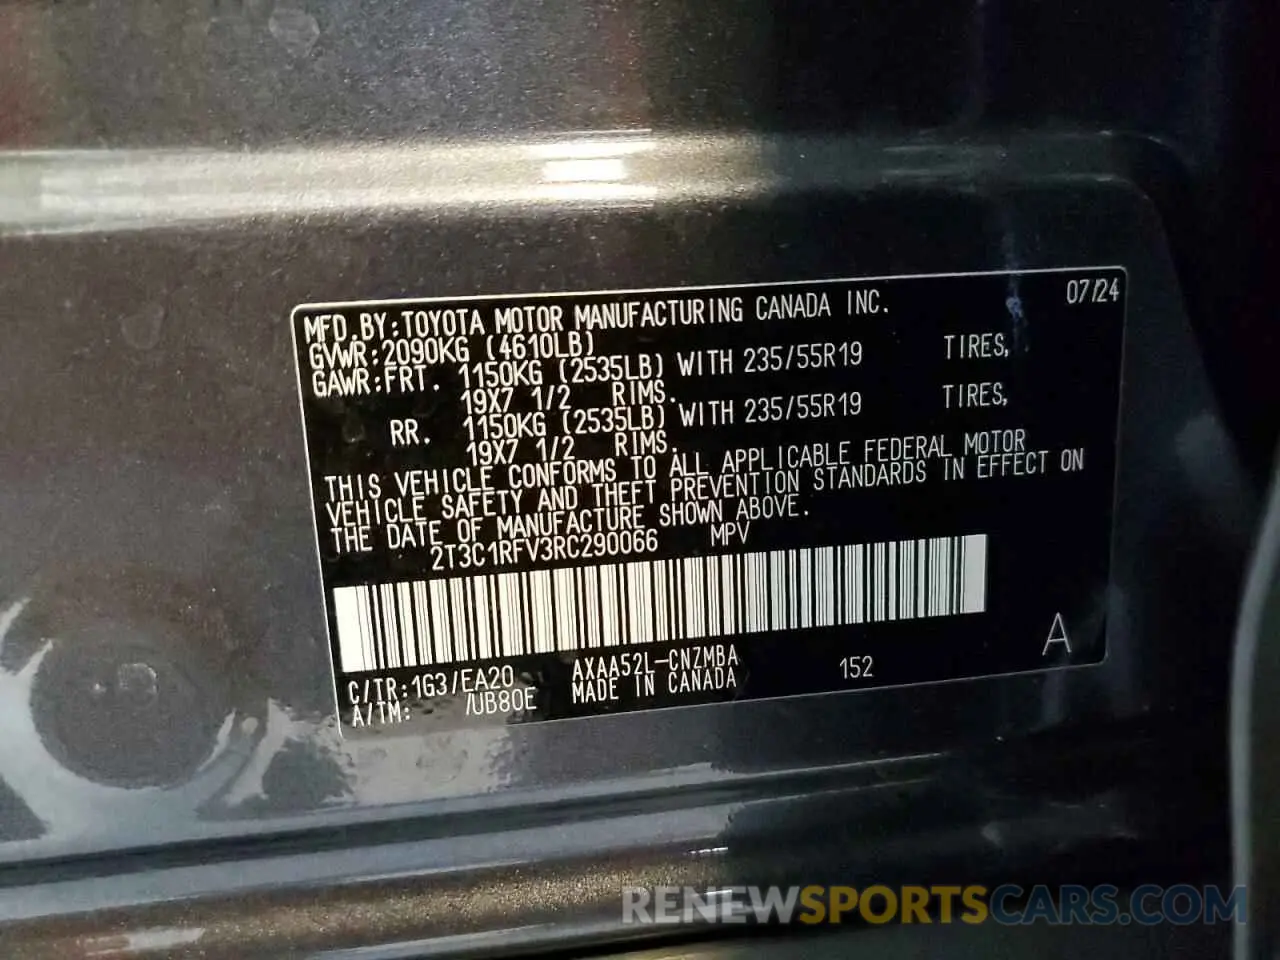 MFD.BY:TOYOTA MOTOR MANUFACTURING CANADA INC. 07/24
GVWR:2090KG (4610LB)
GAWR:FRT. 1150KG (2535LB) WITH 235/55R19 TIRES,
19X7 1/2 RIMS.
RR. 1150KG (2535LB) WITH 235/55R19 TIRES,
19X7 1/2 RIMS.
THIS VEHICLE CONFORMS TO ALL APPLICABLE FEDERAL MOTOR
VEHICLE SAFETY AND THEFT PREVENTION STANDARDS IN EFFECT ON
THE DATE OF MANUFACTURE SHOWN ABOVE.
2T3C1RFV3RC290066 MPV
A
C/TR:1G3/EA20 AXAA52L-CNZMBA 152
A/TM: /UB80E MADE IN CANADA
RENEWSPORTSCARS.COM